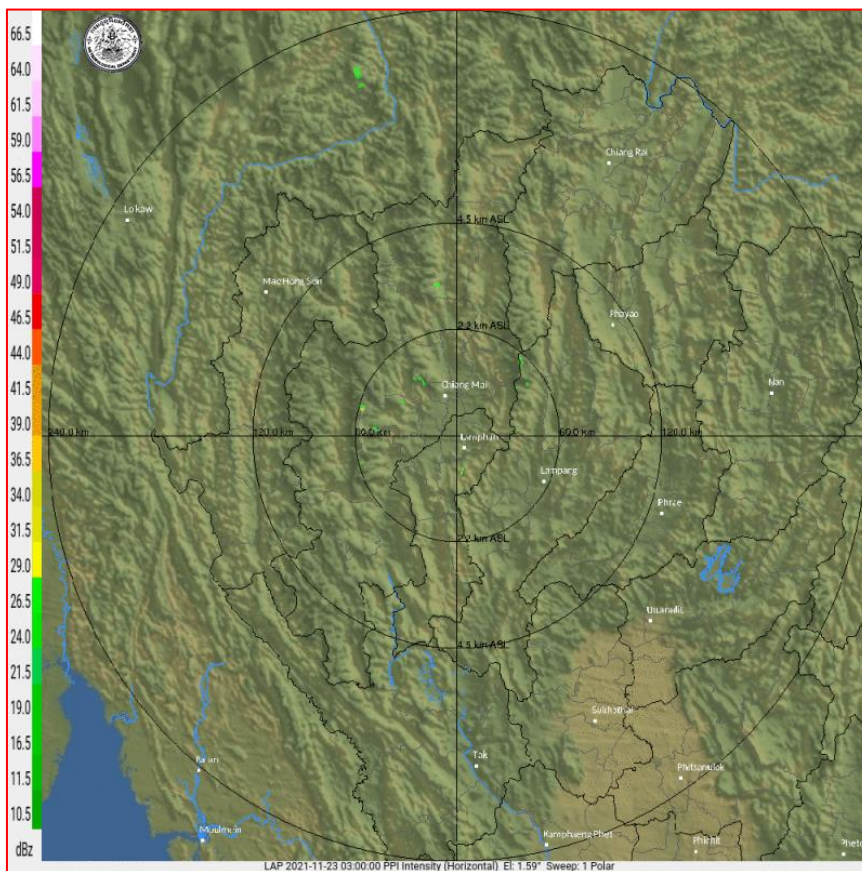 66.5
64.0
61.5
59.0
56.5
54.0
51.5
49.0
46.5
44.0
41.5
39.0
36.5
34.0
31.5
29.0
26.5
24.0
21.5
19.0
16.5
11.5
10.5
dBz
Chiang Rai
Lo kaw
4.5 km ASL
Mae Hong Son
Phayao
2.2 km ASL
Chiang Mai
Nan
240.0 km
120.0 km
60.0 km
120.0 km
Lamphun
Lampang
Phrae
2.2 km ASL
Uttaradit
4.5 km ASL
Sukhothai
Tak
Phitsanulok
Moulmein
Kamphaeng Phet
Phichit
LAP 2021-11-23 03:00:00 PPI Intensity (Horizontal) El: 1.59° Sweep: 1 Polar